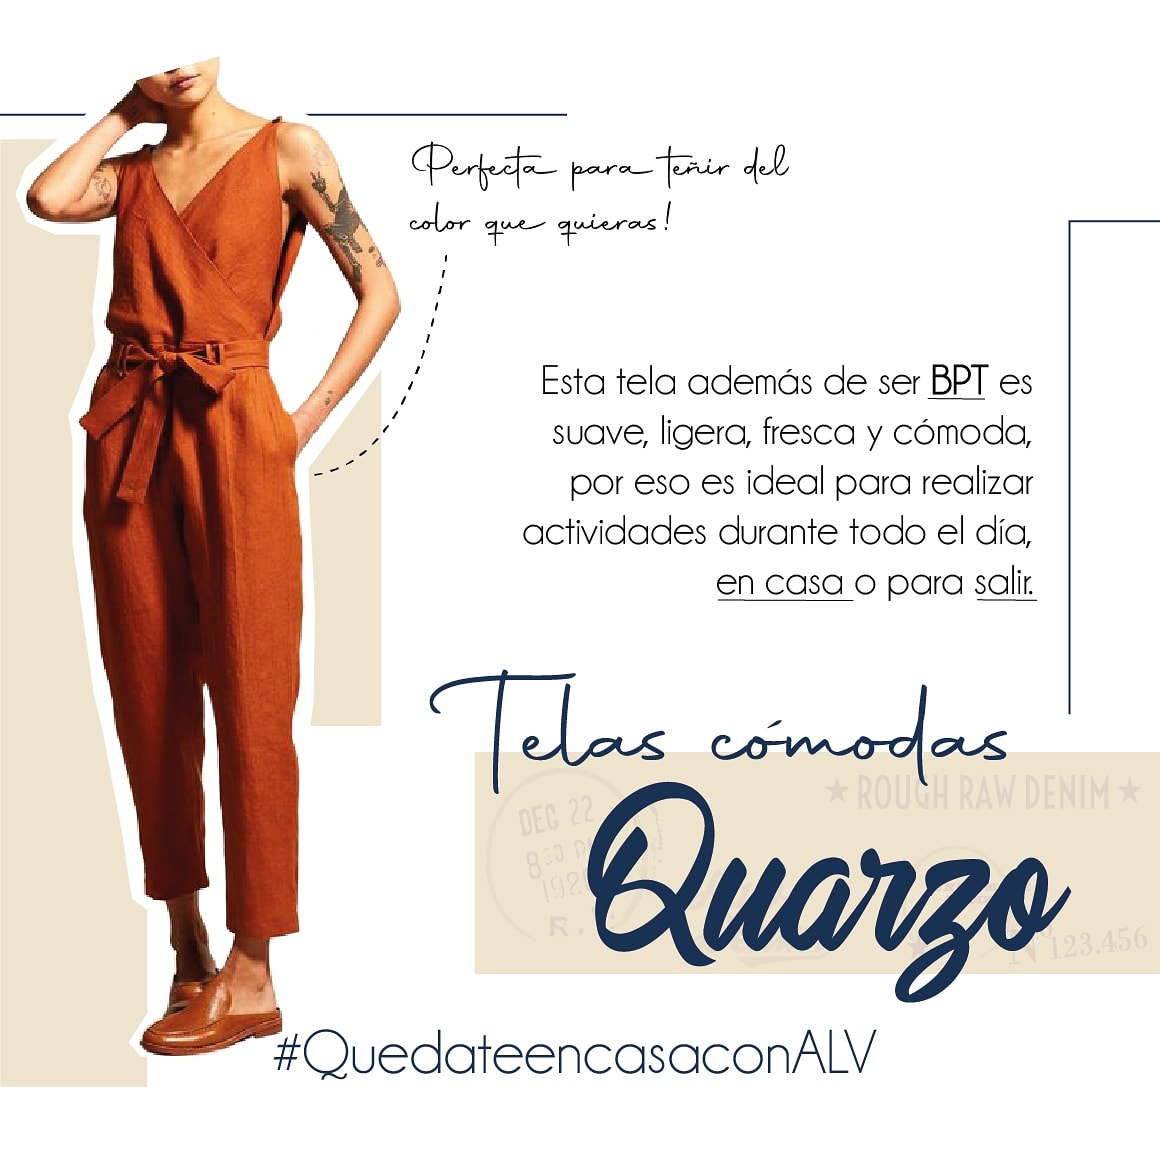 Perfecta para teñir del
color que quieras!
Esta tela además de ser BPT es
suave, ligera, fresca y cómoda,
por eso es ideal para realizar
actividades durante todo el día,
en casa o para salir.
Telas cómodas
★ ROUGH RAW DENIM ★
DEC 22
Quarzo
R.
123.456
#QuedateencasaconALV